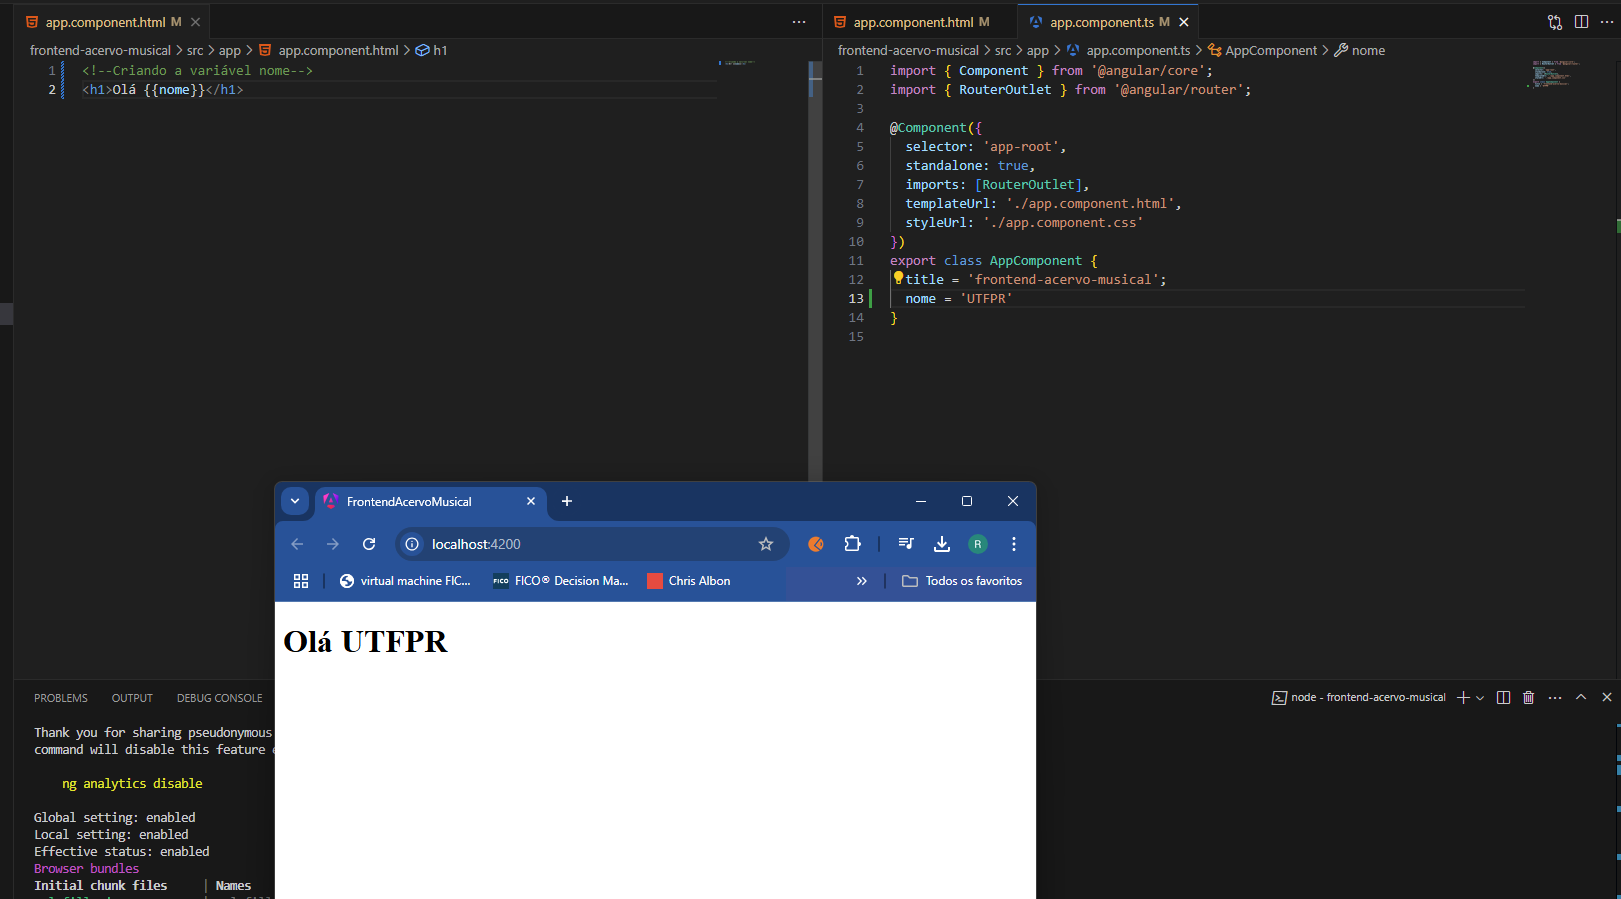 app.component.html M
frontend-acervo-musical > src > app > app.component.html > h1
1 <!--Criando a variável nome-->
2 <h1>Olá {{nome}}</h1>
app.component.html M
app.component.ts M
frontend-acervo-musical > src > app > app.component.ts > AppComponent > nome
1 import { Component } from '@angular/core';
2 import { RouterOutlet } from '@angular/router';
3
4 @Component({
5 selector: 'app-root',
6 standalone: true,
7 imports: [RouterOutlet],
8 templateUrl: './app.component.html',
9 styleUrl: './app.component.css'
10 })
11 export class AppComponent {
12 title = 'frontend-acervo-musical';
13 nome = 'UTFPR'
14 }
15
FrontendAcervoMusical
localhost:4200
R
virtual machine FIC...
FICO FICO® Decision Ma...
Chris Albon
Todos os favoritos
Olá UTFPR
PROBLEMS OUTPUT DEBUG CONSOLE
node - frontend-acervo-musical
Thank you for sharing pseudonymous
command will disable this feature
ng analytics disable
Global setting: enabled
Local setting: enabled
Effective status: enabled
Browser bundles
Initial chunk files | Names